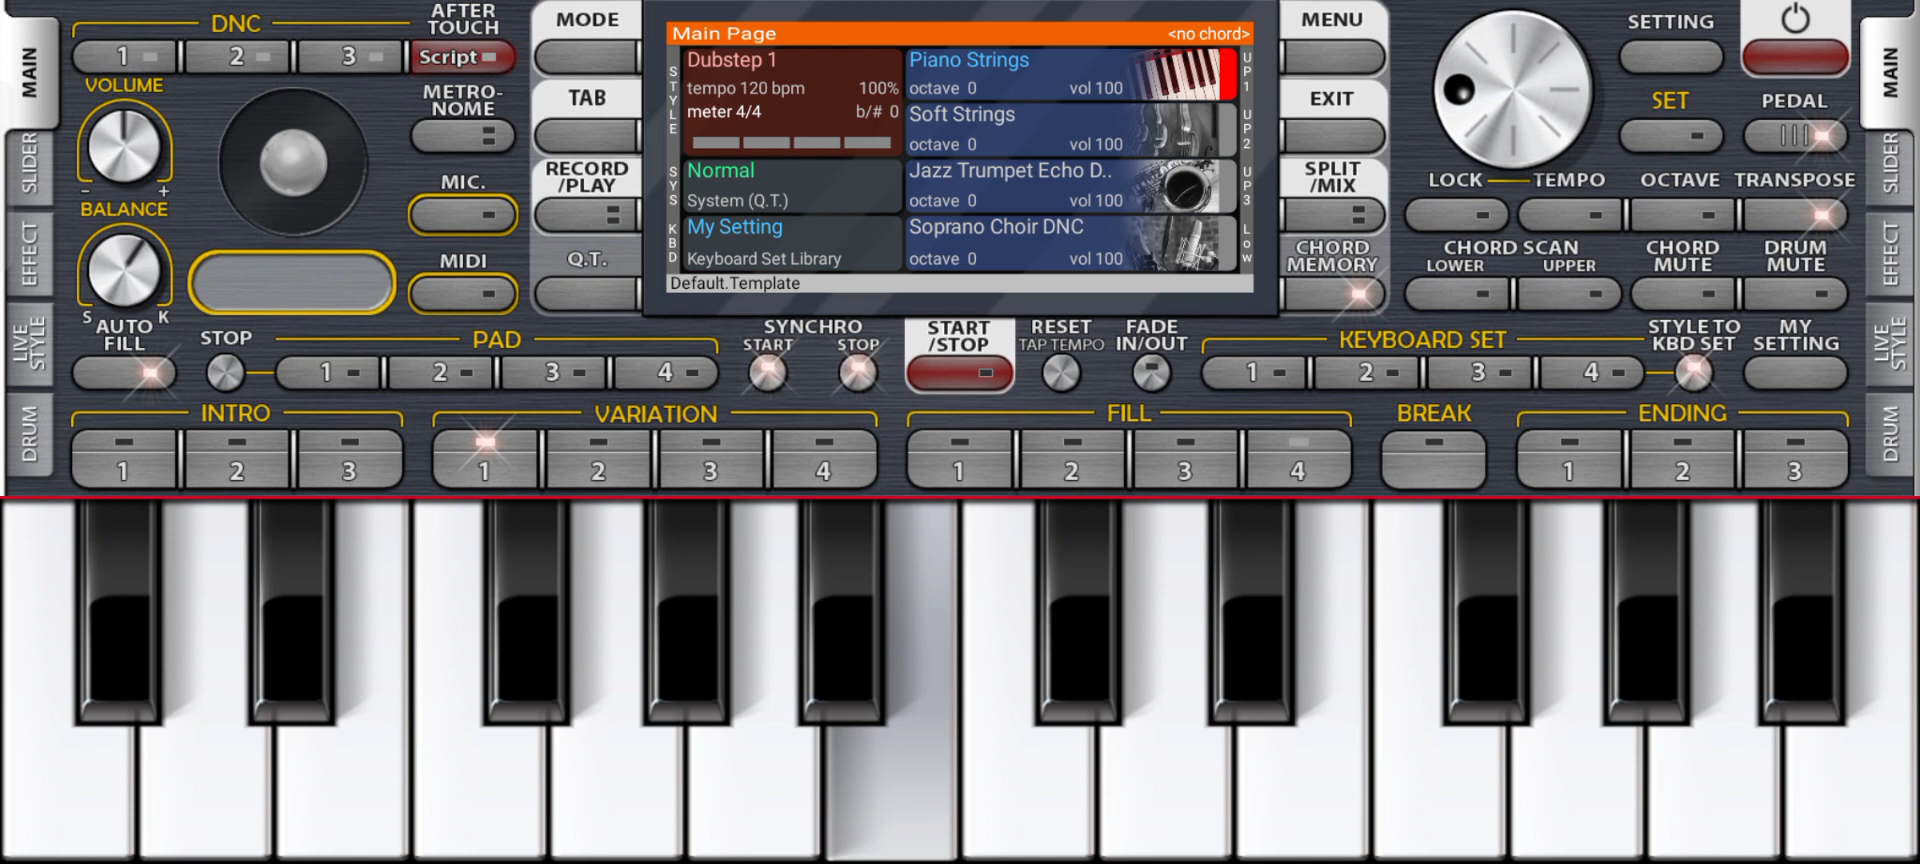 MAIN
SLIDER
EFFECT
LIVE
STYLE
DRUM
DNC
1 2 3
AFTER
TOUCH
Script
VOLUME
- +
BALANCE
S K
METRO-
NOME
MIC.
MIDI
MODE
TAB
RECORD
/PLAY
Q.T.
Main Page <no chord>
STYLE
Dubstep 1
tempo 120 bpm 100%
meter 4/4 b/# 0
SYS
Normal
System (Q.T.)
KBD
My Setting
Keyboard Set Library
Piano Strings
octave 0 vol 100
UP1
Soft Strings
octave 0 vol 100
UP2
Jazz Trumpet Echo D..
octave 0 vol 100
UP3
Soprano Choir DNC
octave 0 vol 100
Low
Default.Template
MENU
EXIT
SPLIT
/MIX
CHORD
MEMORY
SETTING
SET
PEDAL
LOCK TEMPO OCTAVE TRANSPOSE
CHORD SCAN
LOWER UPPER
CHORD
MUTE
DRUM
MUTE
MAIN
SLIDER
EFFECT
LIVE
STYLE
DRUM
AUTO
FILL
STOP
PAD
1 2 3 4
SYNCHRO
START STOP
START
/STOP
RESET
TAP TEMPO
FADE
IN/OUT
KEYBOARD SET
1 2 3 4
STYLE TO
KBD SET
MY
SETTING
INTRO
1 2 3
VARIATION
1 2 3 4
FILL
1 2 3 4
BREAK
ENDING
1 2 3